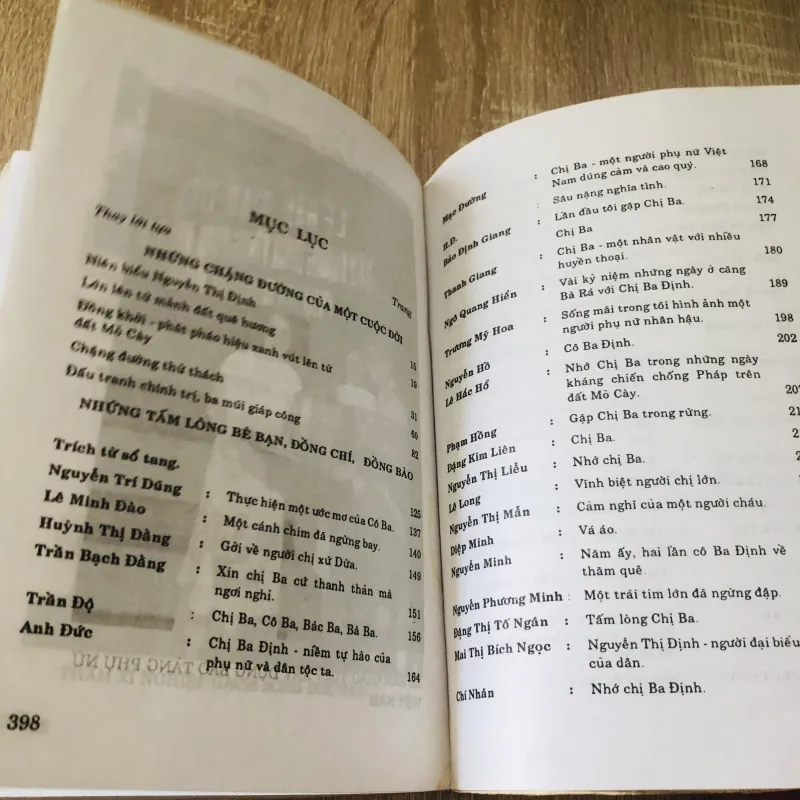 Thay lời tựa
MỤC LỤC
Trang
NHỮNG CHẶNG ĐƯỜNG CỦA MỘT CUỘC ĐỜI
Niên biểu Nguyễn Thị Định 15
Lớn lên từ mảnh đất quê hương 19
Đồng khởi - phát pháo hiệu xanh vút lên từ
đất Mỏ Cày 31
Chặng đường thử thách 60
Đấu tranh chính trị, ba mũi giáp công 82
NHỮNG TẤM LÒNG BÈ BẠN, ĐỒNG CHÍ, ĐỒNG BÀO
Trích từ sổ tang. 125
Nguyễn Trí Dũng : Thực hiện một ước mơ của Cô Ba. 137
Lê Minh Đào : Một cánh chim đã ngừng bay. 140
Huỳnh Thị Đằng : Gởi về người chị xứ Dừa. 149
Trần Bạch Đằng : Xin chị Ba cứ thanh thản mà
ngơi nghỉ. 151
Trần Độ : Chị Ba, Cô Ba, Bác Ba, Bà Ba. 156
Anh Đức : Chị Ba Định - niềm tự hào của
phụ nữ và dân tộc ta. 164
398
: Chị Ba - một người phụ nữ Việt
Nam dũng cảm và cao quý. 168
Mạc Đường : Sâu nặng nghĩa tình. 171
H.Đ. : Lần đầu tôi gặp Chị Ba. 174
Bảo Định Giang : Chị Ba 177
Thanh Giang : Chị Ba - một nhân vật với nhiều
huyền thoại. 180
Ngô Quang Hiển : Vài kỷ niệm những ngày ở căng
Bà Rá với Chị Ba Định. 189
Trương Mỹ Hoa : Sống mãi trong tôi hình ảnh một
người phụ nữ nhân hậu. 198
Nguyễn Hồ : Cô Ba Định. 202
Lê Hắc Hổ : Nhớ Chị Ba trong những ngày
kháng chiến chống Pháp trên
đất Mỏ Cày. 207
Phạm Hồng : Gặp Chị Ba trong rừng.
Đặng Kim Liên : Chị Ba.
Nguyễn Thị Liễu : Nhớ chị Ba.
Lê Long : Vĩnh biệt người chị lớn.
Nguyễn Thị Mẫn : Cảm nghĩ của một người cháu.
Diệp Minh : Vá áo.
Nguyễn Minh : Năm ấy, hai lần cô Ba Định về
thăm quê.
Nguyễn Phương Minh : Một trái tim lớn đã ngừng đập.
Đặng Thị Tố Ngân : Tấm lòng Chị Ba.
Mai Thị Bích Ngọc : Nguyễn Thị Định - người đại biểu
của dân.
Chí Nhân : Nhớ chị Ba Định.